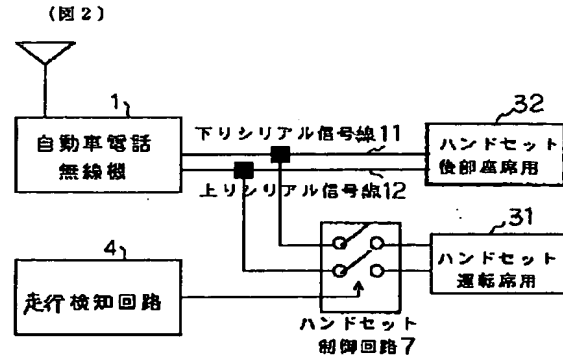 (図2)
1
自動車電話
無線機
下りシリアル信号線11
上りシリアル信号線12
32
ハンドセット
後部座席用
31
ハンドセット
運転席用
4
走行検知回路
ハンドセット
制御回路7